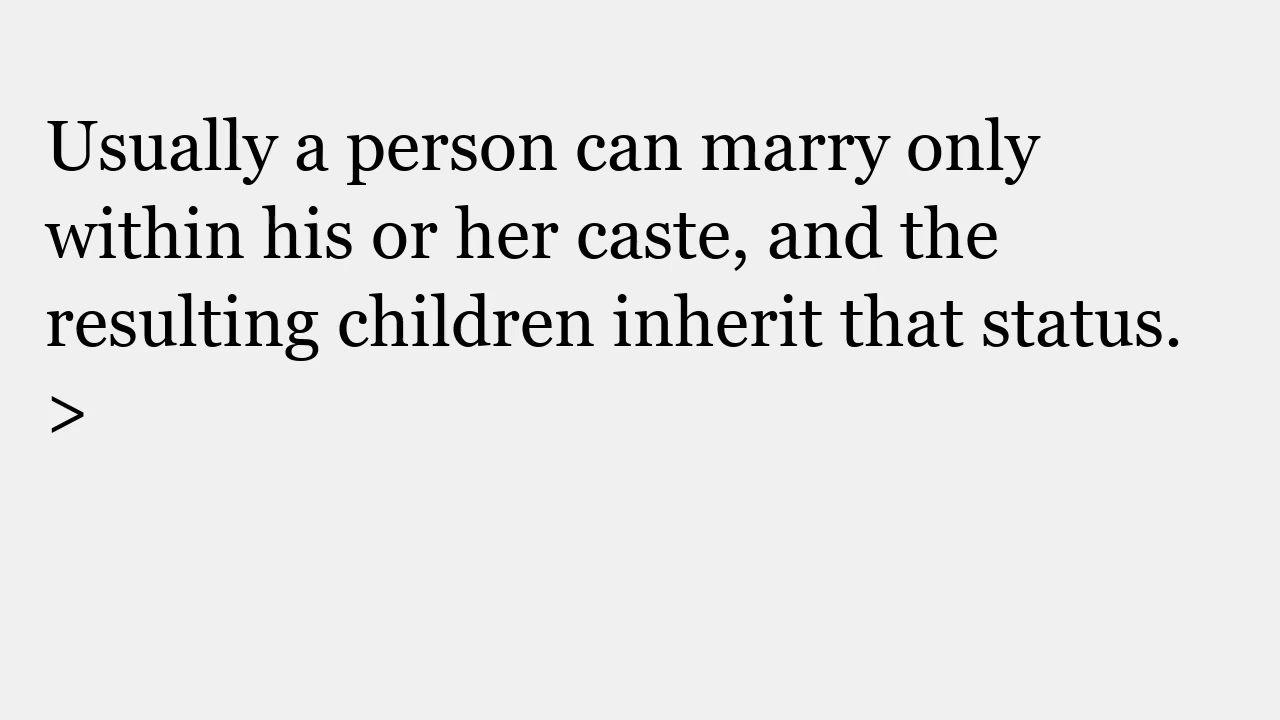 Usually a person can marry only
within his or her caste, and the
resulting children inherit that status.
>